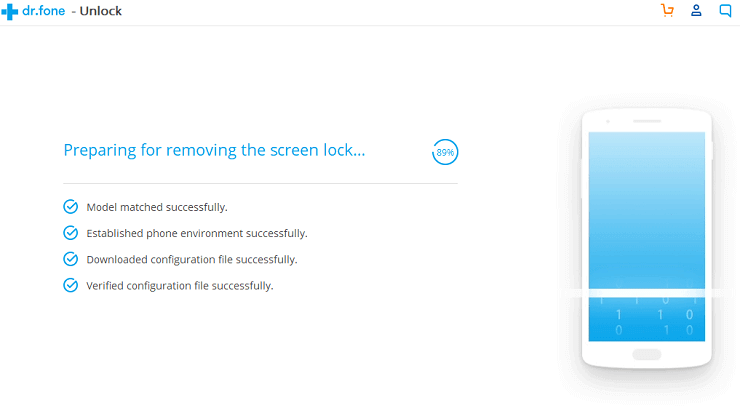 dr.fone - Unlock
Preparing for removing the screen lock...
89%
Model matched successfully.
Established phone environment successfully.
Downloaded configuration file successfully.
Verified configuration file successfully.
1 1 0 1
1 1 0
0 1 0